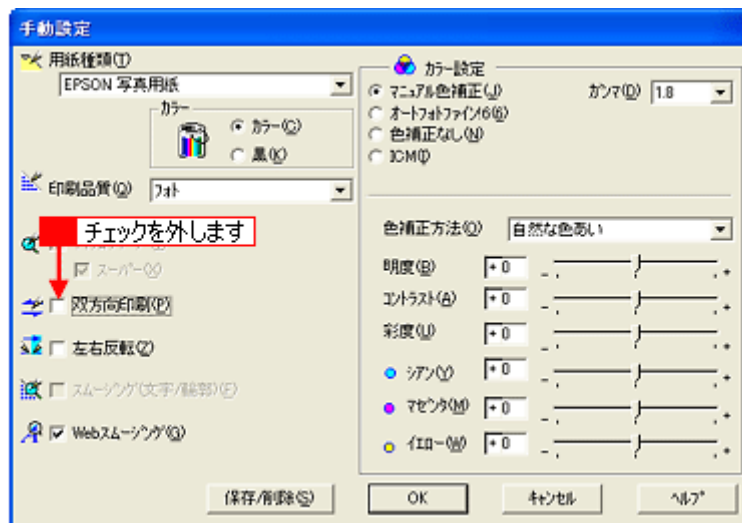 手動設定
用紙種類(T)
EPSON 写真用紙
カラー
カラー(C)
黒(K)
印刷品質(Q) フォト
チェックを外します
スーパー(X)
双方向印刷(P)
左右反転(Z)
スムージング(文字/輪郭)(F)
Webスムージング(G)
保存/削除(S)
カラー設定
マニュアル色補正(J)
ガンマ(D) 1.8
オートフォトファイン!6(6)
色補正なし(N)
ICM(I)
色補正方法(O) 自然な色あい
明度(B) + 0 - +
コントラスト(A) + 0 - +
彩度(U) + 0 - +
シアン(Y) + 0 - +
マゼンタ(M) + 0 - +
イエロー(W) + 0 - +
OK
キャンセル
ヘルプ